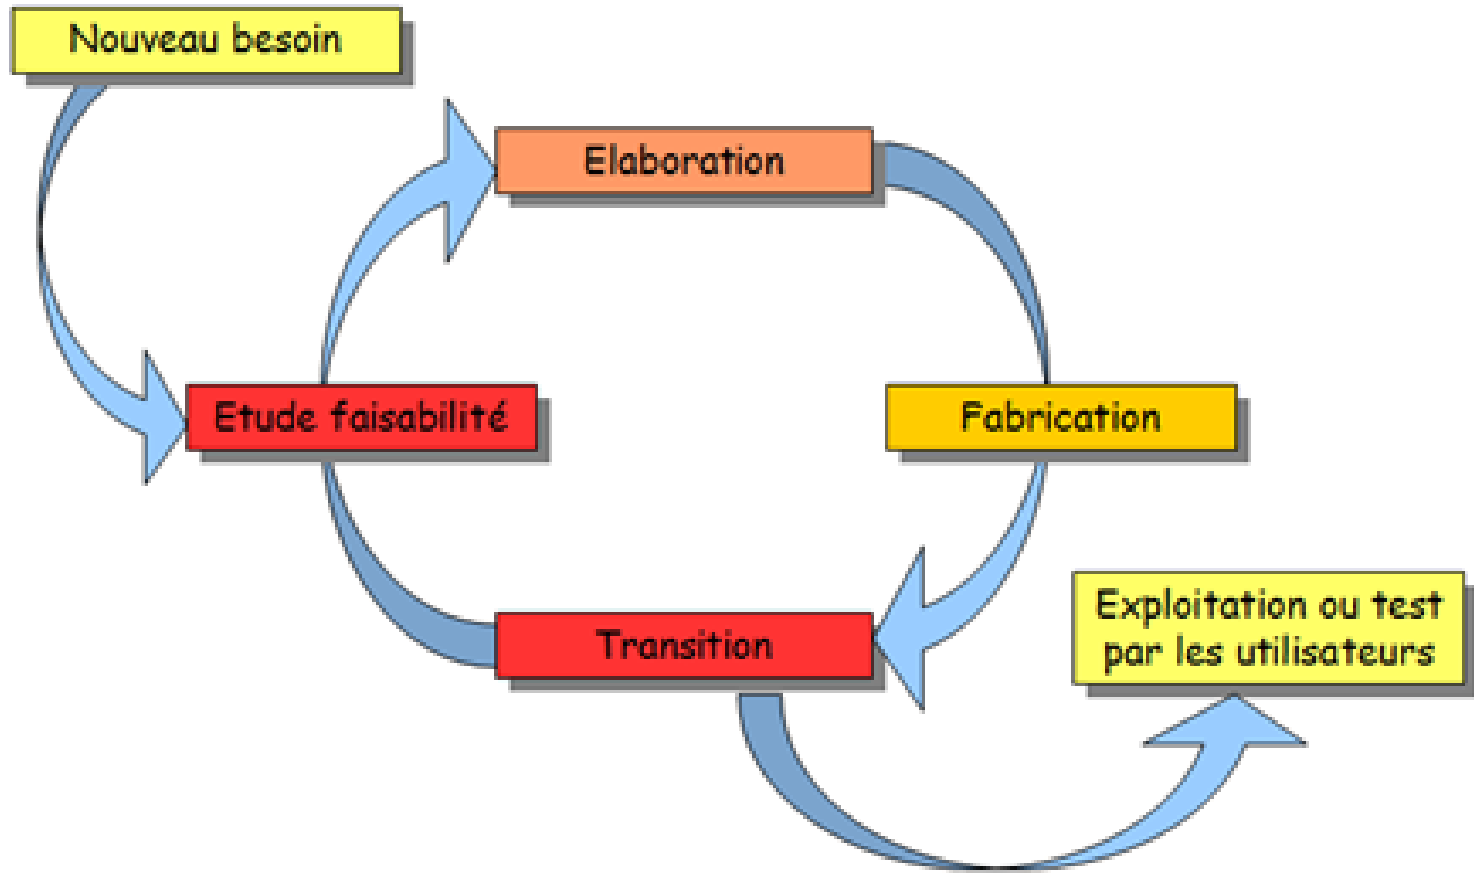 Nouveau besoin
Elaboration
Etude faisabilité
Fabrication
Transition
Exploitation ou test
par les utilisateurs